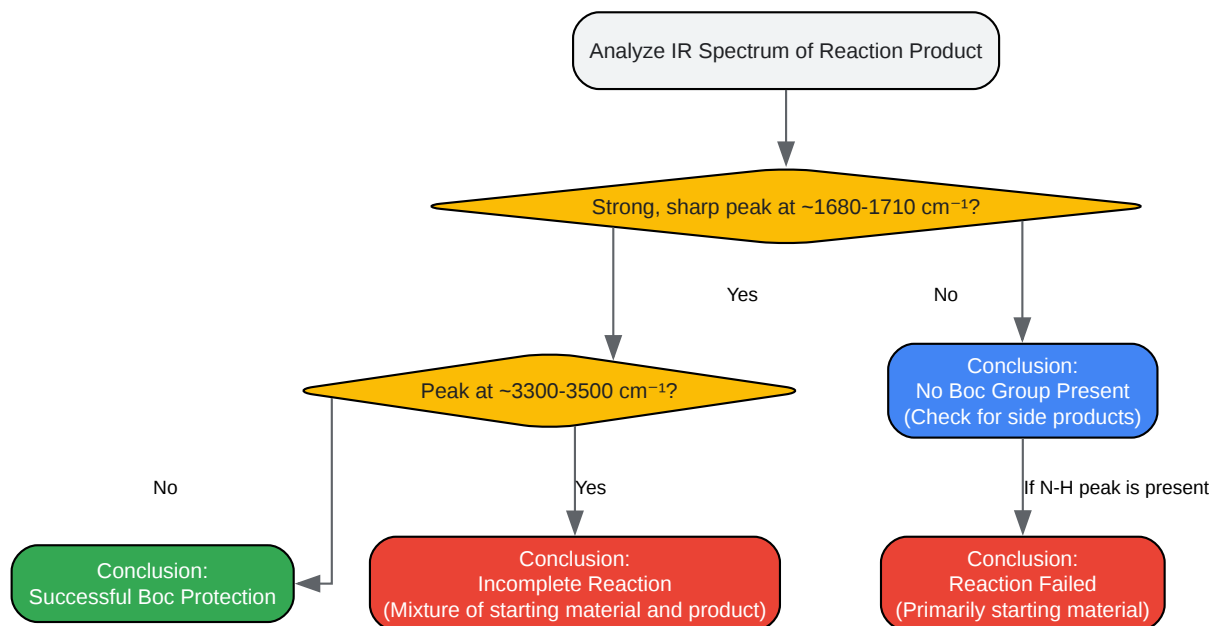 Analyze IR Spectrum of Reaction Product
Strong, sharp peak at ~1680-1710 cm⁻¹?
Yes
No
Conclusion:
No Boc Group Present
(Check for side products)
Peak at ~3300-3500 cm⁻¹?
No
Yes
If N-H peak is present
Conclusion:
Successful Boc Protection
Conclusion:
Incomplete Reaction
(Mixture of starting material and product)
Conclusion:
Reaction Failed
(Primarily starting material)